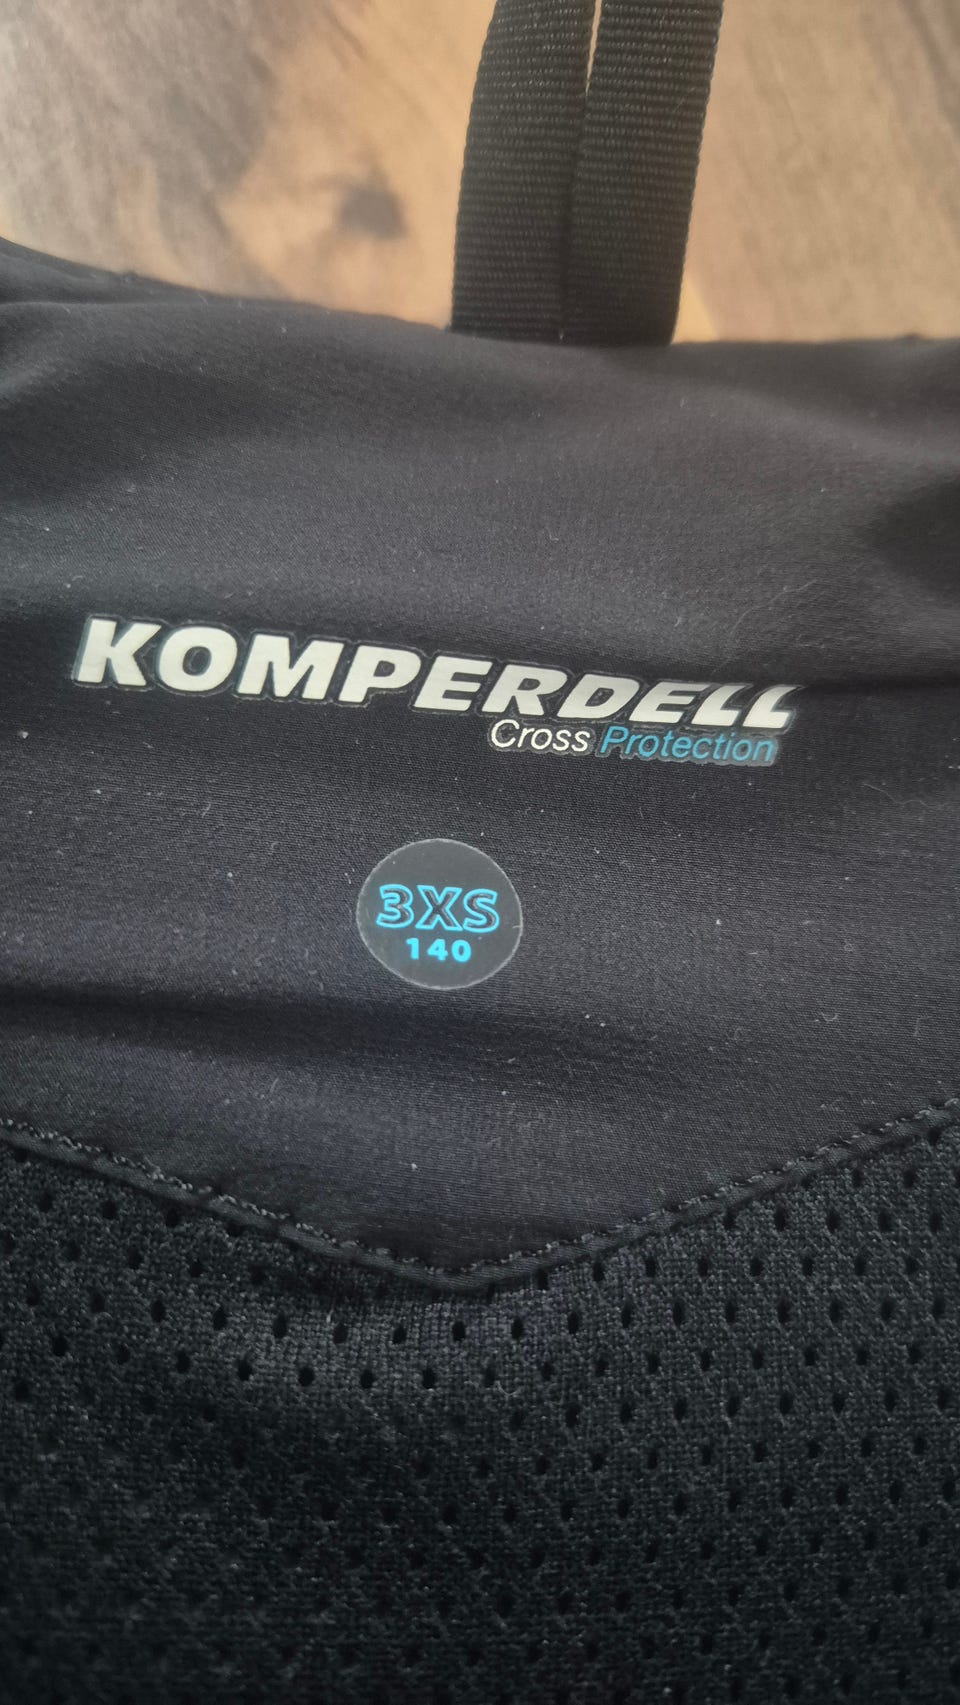 KOMPERDELL
Cross Protection
3XS
140